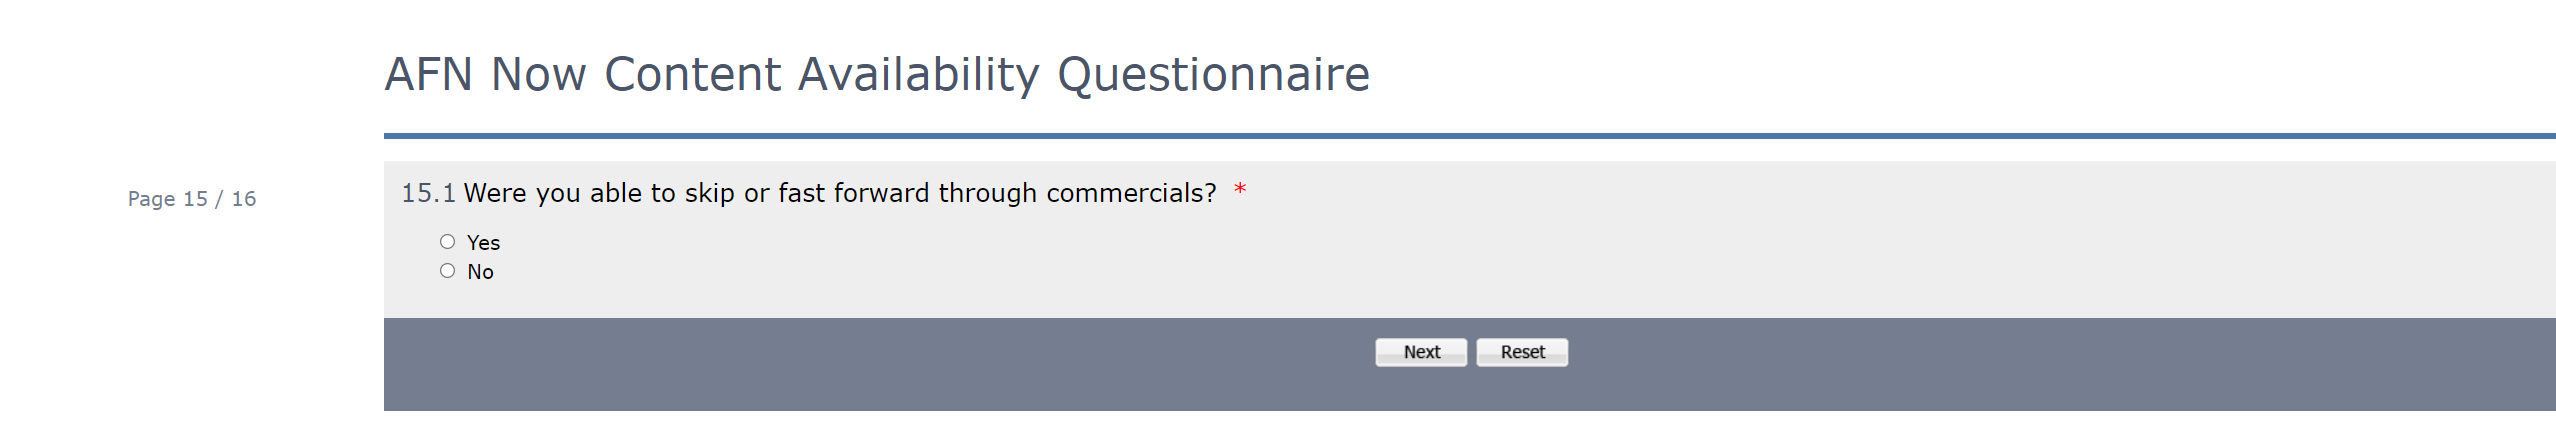 AFN Now Content Availability Questionnaire
Page 15 / 16
15.1 Were you able to skip or fast forward through commercials? *
Yes
No
Next Reset